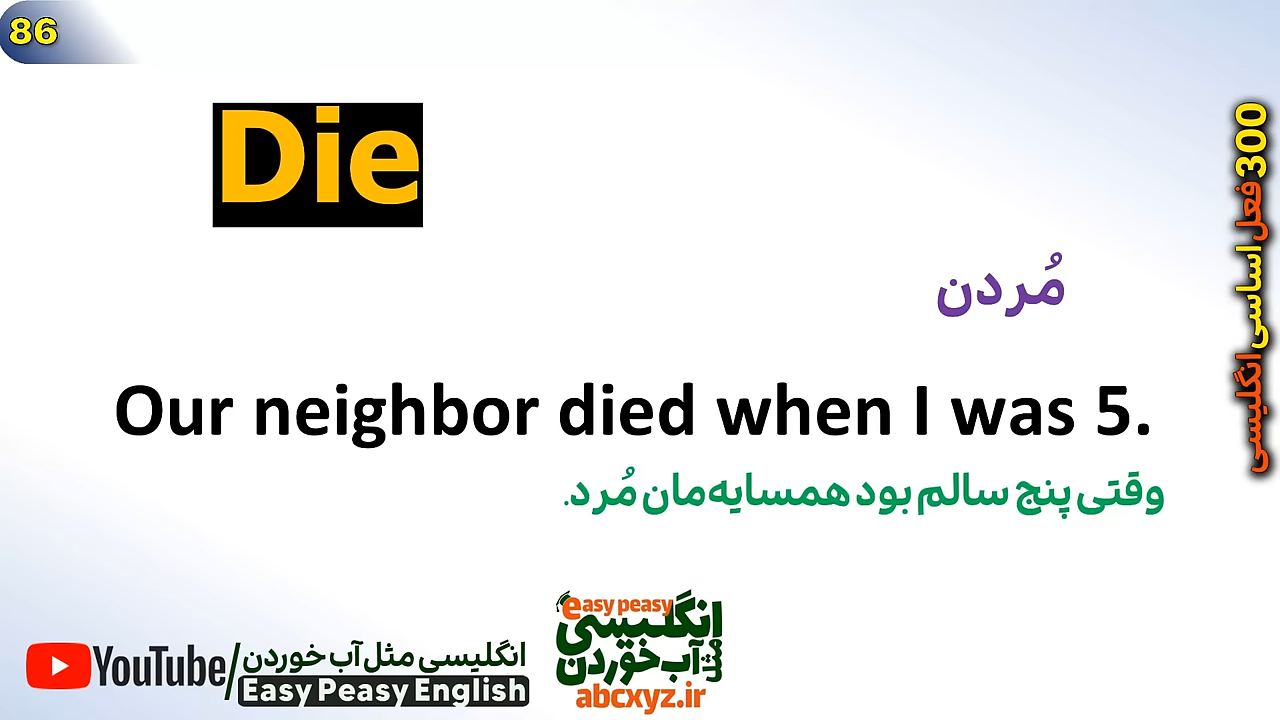 86
Die
مُردن
Our neighbor died when I was 5.
وقتی پنج سالم بود همسایه‌مان مُرد.
300 فعل اساسی انگلیسی
YouTube/انگلیسی مثل آب خوردن
Easy Peasy English
easy peasy
انگلیسی
مثل
آب خوردن
abcxyz.ir